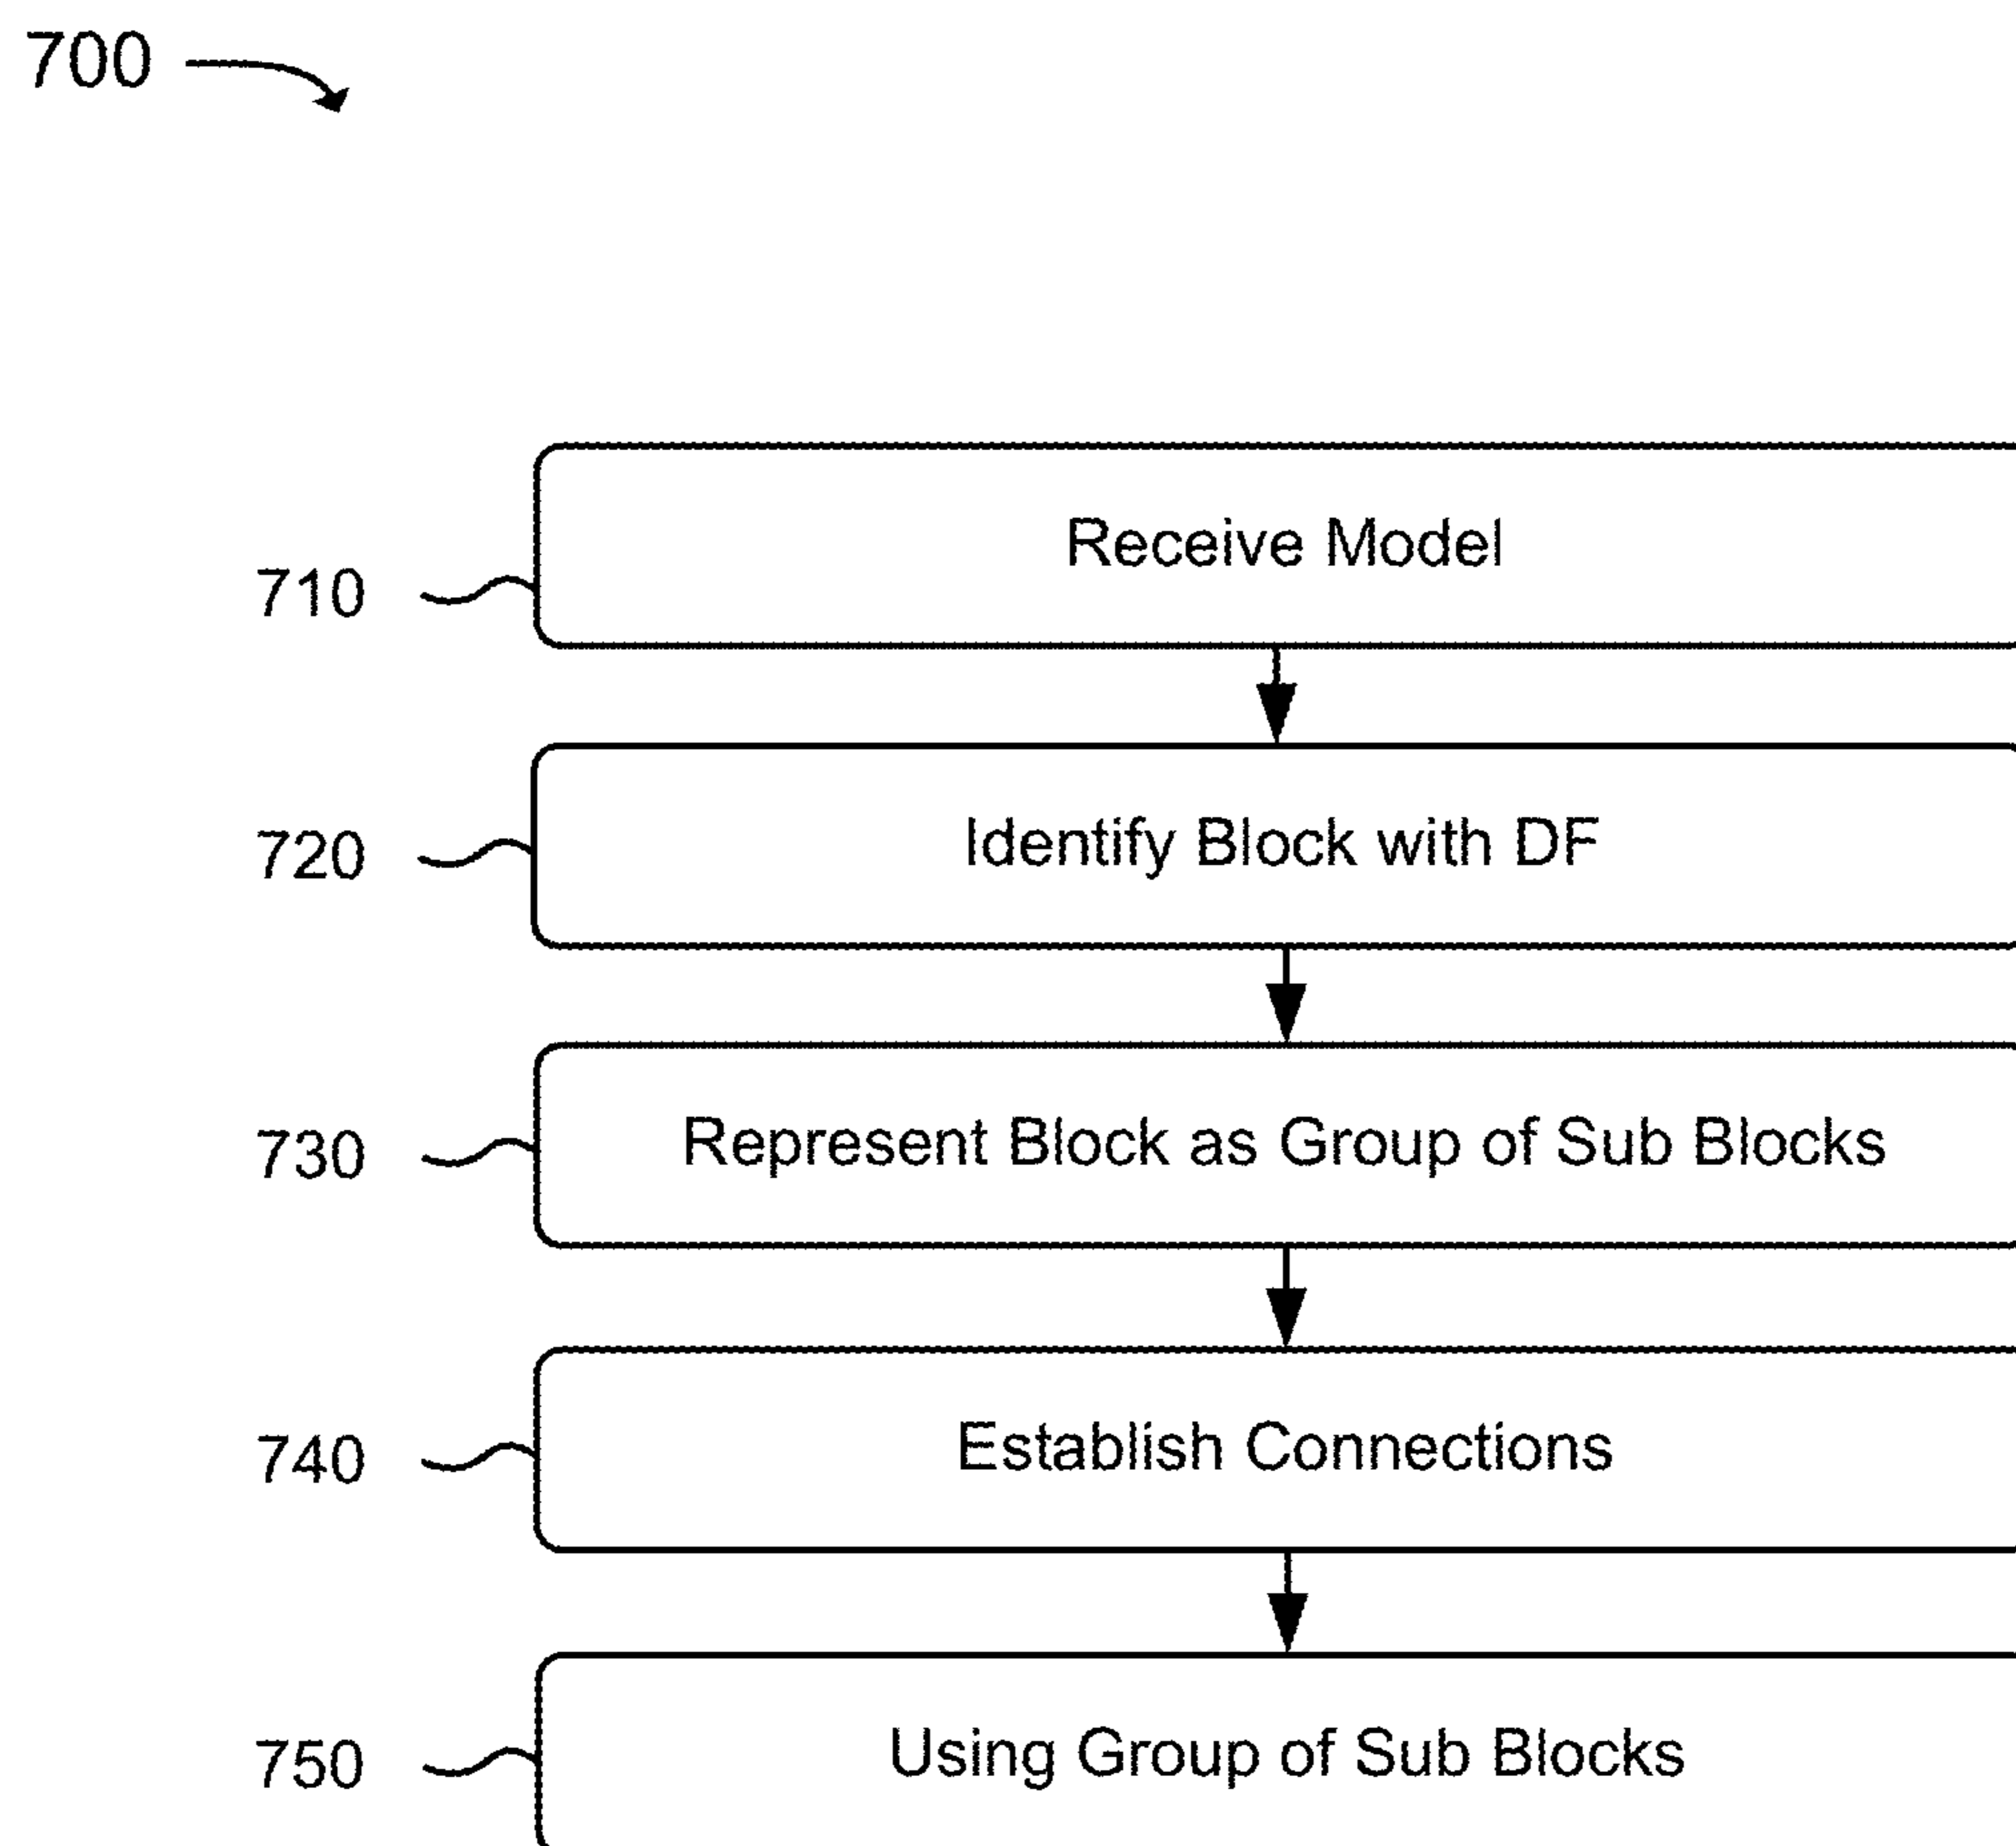 700
Receive Model
710
Identify Block with DF
720
Represent Block as Group of Sub Blocks
730
Establish Connections
740
Using Group of Sub Blocks
750